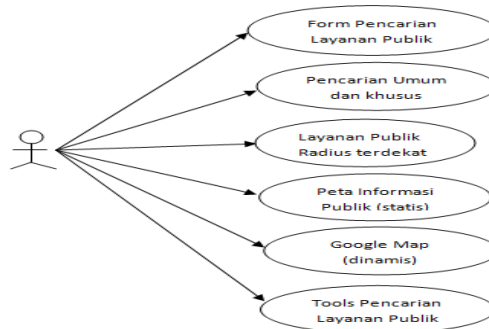 Form Pencarian
Layanan Publik
Pencarian Umum
dan khusus
Layanan Publik
Radius terdekat
Peta Informasi
Publik (statis)
Google Map
(dinamis)
Tools Pencarian
Layanan Publik